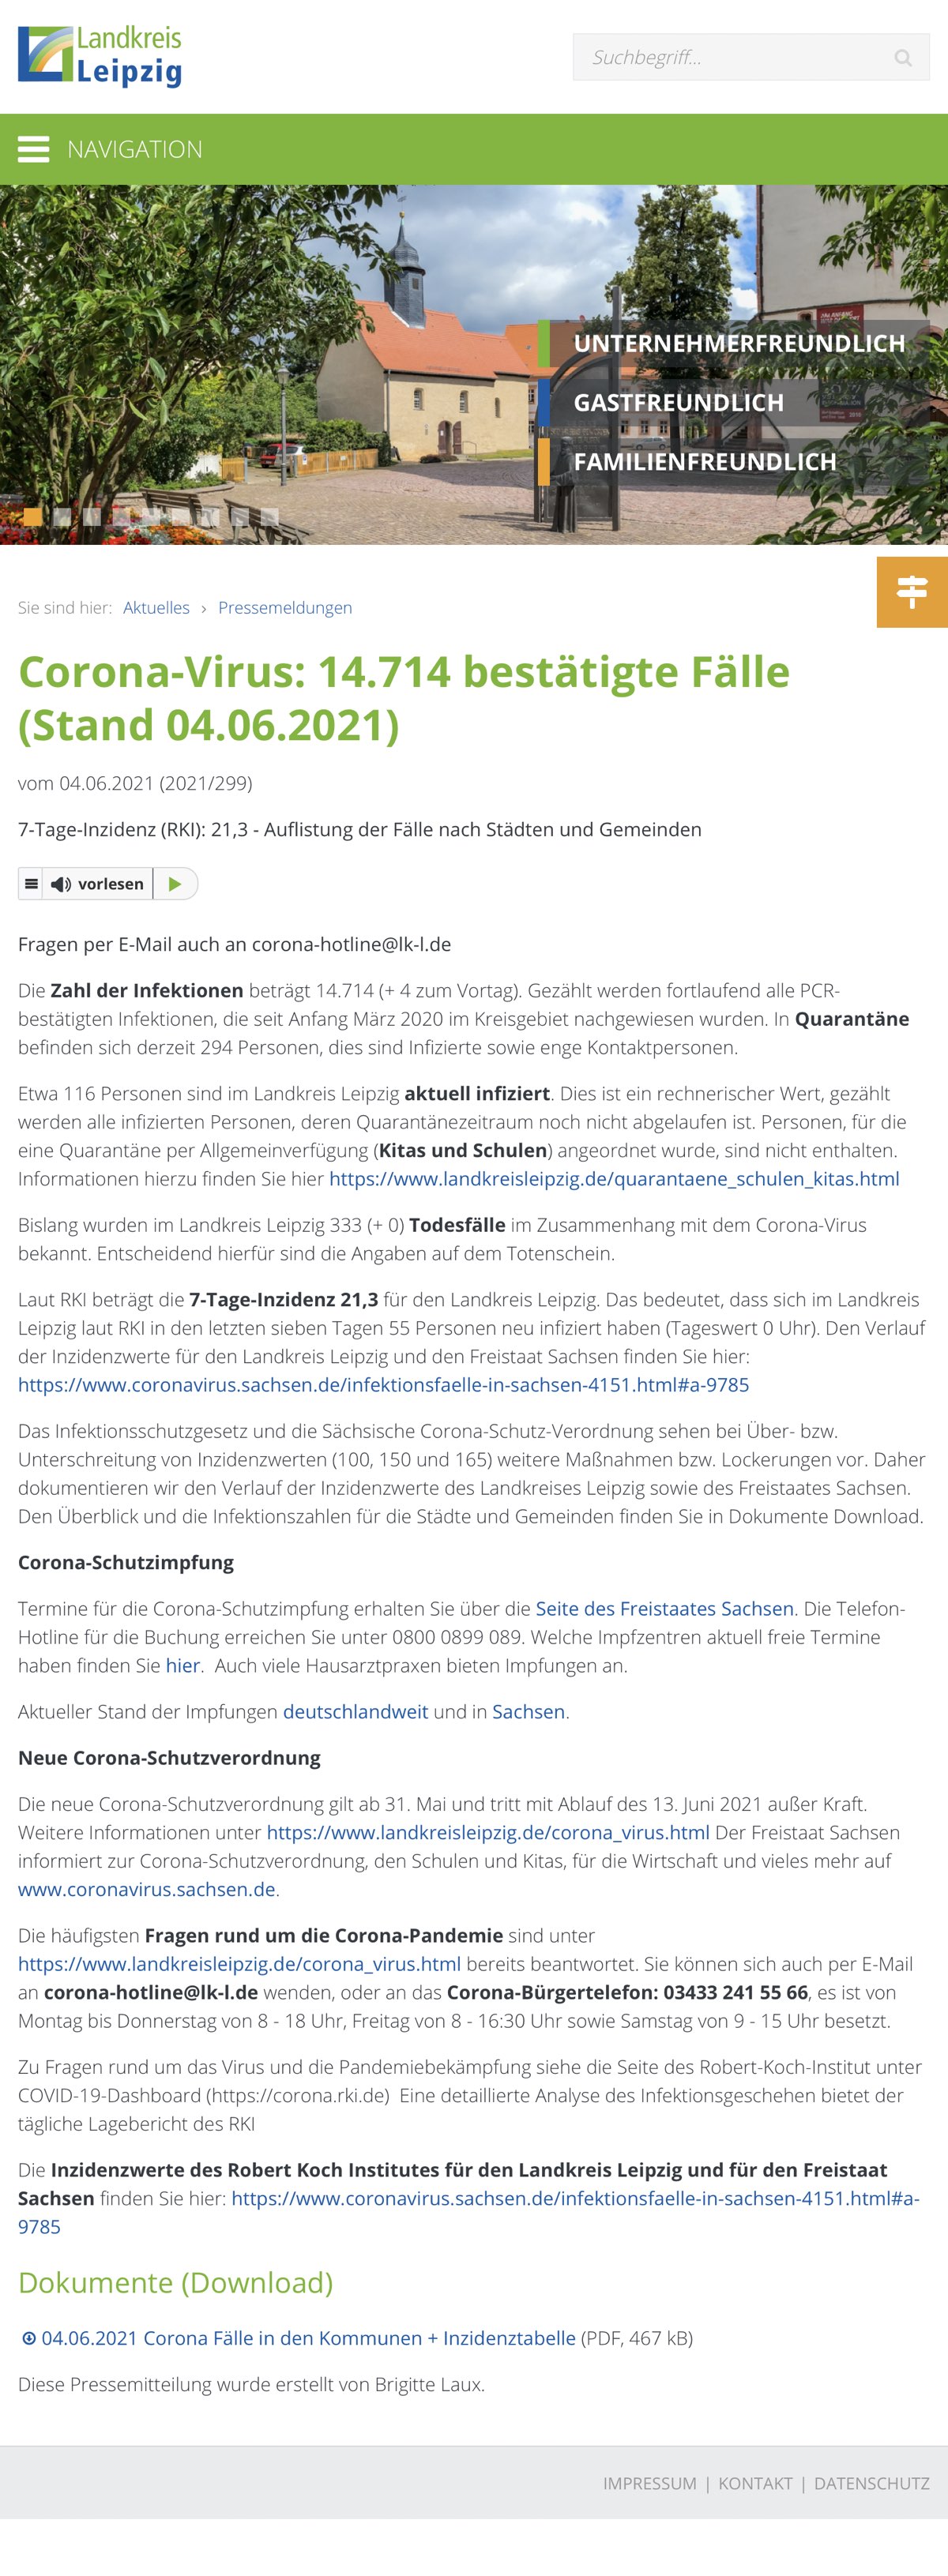 Landkreis
Leipzig
Suchbegriff...
NAVIGATION
UNTERNEHMERFREUNDLICH
GASTFREUNDLICH
FAMILIENFREUNDLICH
Sie sind hier: Aktuelles › Pressemeldungen
Corona-Virus: 14.714 bestätigte Fälle
(Stand 04.06.2021)
vom 04.06.2021 (2021/299)
7-Tage-Inzidenz (RKI): 21,3 - Auflistung der Fälle nach Städten und Gemeinden
vorlesen
Fragen per E-Mail auch an corona-hotline@lk-l.de
Die Zahl der Infektionen beträgt 14.714 (+ 4 zum Vortag). Gezählt werden fortlaufend alle PCR-
bestätigten Infektionen, die seit Anfang März 2020 im Kreisgebiet nachgewiesen wurden. In Quarantäne
befinden sich derzeit 294 Personen, dies sind Infizierte sowie enge Kontaktpersonen.
Etwa 116 Personen sind im Landkreis Leipzig aktuell infiziert. Dies ist ein rechnerischer Wert, gezählt
werden alle infizierten Personen, deren Quarantänezeitraum noch nicht abgelaufen ist. Personen, für die
eine Quarantäne per Allgemeinverfügung (Kitas und Schulen) angeordnet wurde, sind nicht enthalten.
Informationen hierzu finden Sie hier https://www.landkreisleipzig.de/quarantaene_schulen_kitas.html
Bislang wurden im Landkreis Leipzig 333 (+ 0) Todesfälle im Zusammenhang mit dem Corona-Virus
bekannt. Entscheidend hierfür sind die Angaben auf dem Totenschein.
Laut RKI beträgt die 7-Tage-Inzidenz 21,3 für den Landkreis Leipzig. Das bedeutet, dass sich im Landkreis
Leipzig laut RKI in den letzten sieben Tagen 55 Personen neu infiziert haben (Tageswert 0 Uhr). Den Verlauf
der Inzidenzwerte für den Landkreis Leipzig und den Freistaat Sachsen finden Sie hier:
https://www.coronavirus.sachsen.de/infektionsfaelle-in-sachsen-4151.html#a-9785
Das Infektionsschutzgesetz und die Sächsische Corona-Schutz-Verordnung sehen bei Über- bzw.
Unterschreitung von Inzidenzwerten (100, 150 und 165) weitere Maßnahmen bzw. Lockerungen vor. Daher
dokumentieren wir den Verlauf der Inzidenzwerte des Landkreises Leipzig sowie des Freistaates Sachsen.
Den Überblick und die Infektionszahlen für die Städte und Gemeinden finden Sie in Dokumente Download.
Corona-Schutzimpfung
Termine für die Corona-Schutzimpfung erhalten Sie über die Seite des Freistaates Sachsen. Die Telefon-
Hotline für die Buchung erreichen Sie unter 0800 0899 089. Welche Impfzentren aktuell freie Termine
haben finden Sie hier.  Auch viele Hausarztpraxen bieten Impfungen an.
Aktueller Stand der Impfungen deutschlandweit und in Sachsen.
Neue Corona-Schutzverordnung
Die neue Corona-Schutzverordnung gilt ab 31. Mai und tritt mit Ablauf des 13. Juni 2021 außer Kraft.
Weitere Informationen unter https://www.landkreisleipzig.de/corona_virus.html Der Freistaat Sachsen
informiert zur Corona-Schutzverordnung, den Schulen und Kitas, für die Wirtschaft und vieles mehr auf
www.coronavirus.sachsen.de.
Die häufigsten Fragen rund um die Corona-Pandemie sind unter
https://www.landkreisleipzig.de/corona_virus.html bereits beantwortet. Sie können sich auch per E-Mail
an corona-hotline@lk-l.de wenden, oder an das Corona-Bürgertelefon: 03433 241 55 66, es ist von
Montag bis Donnerstag von 8 - 18 Uhr, Freitag von 8 - 16:30 Uhr sowie Samstag von 9 - 15 Uhr besetzt.
Zu Fragen rund um das Virus und die Pandemiebekämpfung siehe die Seite des Robert-Koch-Institut unter
COVID-19-Dashboard (https://corona.rki.de)  Eine detaillierte Analyse des Infektionsgeschehen bietet der
tägliche Lagebericht des RKI
Die Inzidenzwerte des Robert Koch Institutes für den Landkreis Leipzig und für den Freistaat
Sachsen finden Sie hier: https://www.coronavirus.sachsen.de/infektionsfaelle-in-sachsen-4151.html#a-
9785
Dokumente (Download)
04.06.2021 Corona Fälle in den Kommunen + Inzidenztabelle (PDF, 467 kB)
Diese Pressemitteilung wurde erstellt von Brigitte Laux.
IMPRESSUM | KONTAKT | DATENSCHUTZ